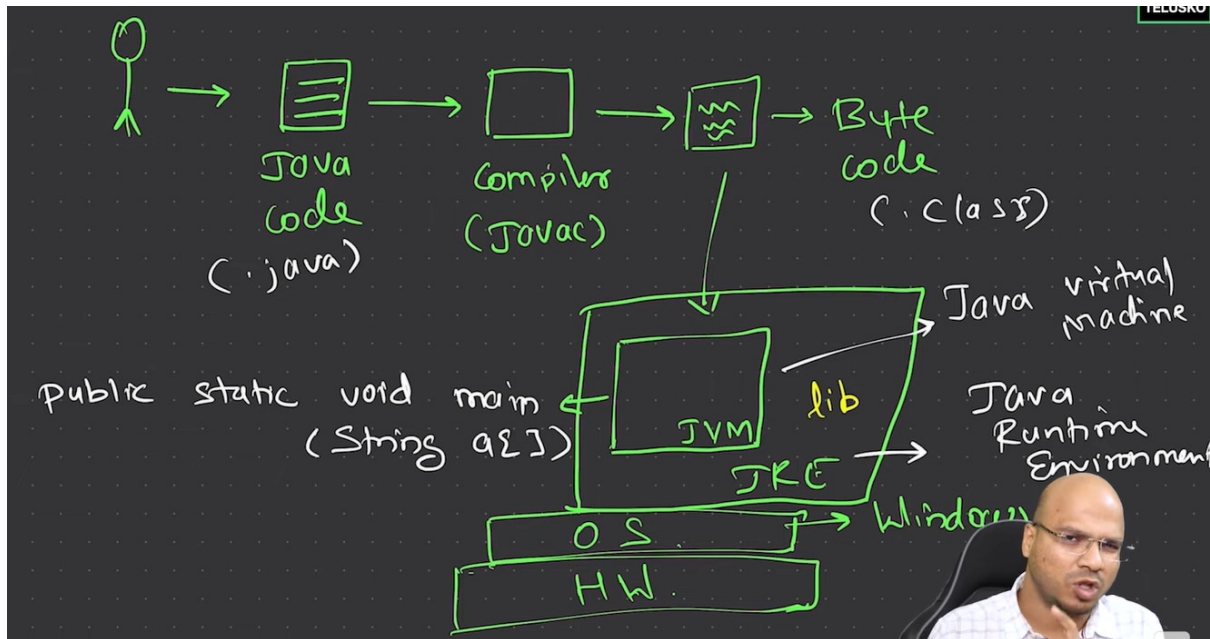 TELUSKO
Java
code
(.java)
Compiler
(Javac)
Byte
code
(.class)
Java virtual
Machine
public static void main
(String a[])
JVM
lib
JRE
Java
Runtime
Environment
OS.
Windows
HW.